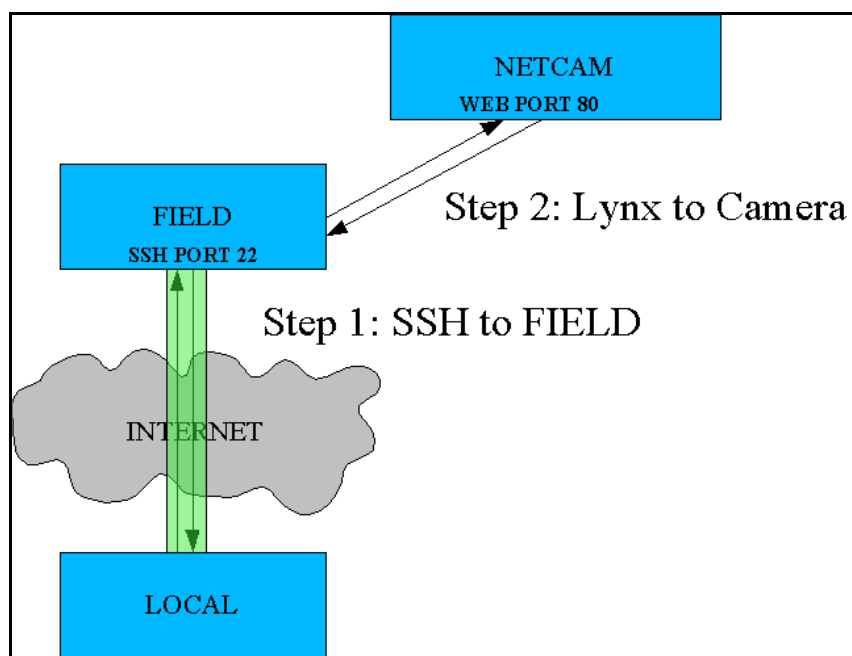 NETCAM
WEB PORT 80
FIELD
SSH PORT 22
Step 2: Lynx to Camera
Step 1: SSH to FIELD
INTERNET
LOCAL